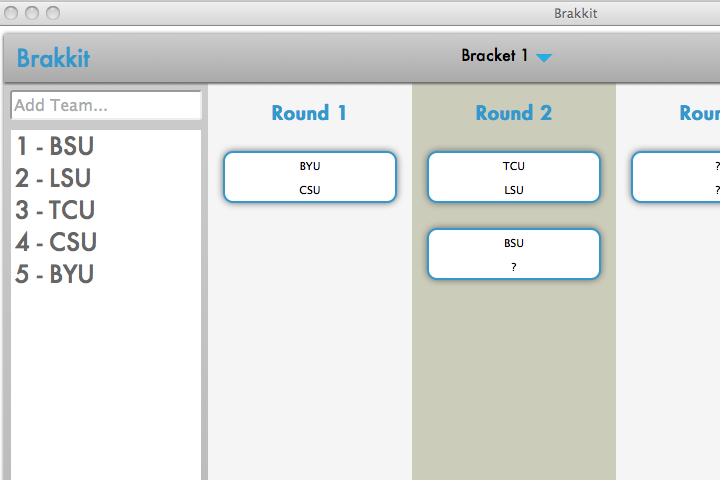 Brakkit
Brakkit
Bracket 1
Add Team...
1 - BSU
2 - LSU
3 - TCU
4 - CSU
5 - BYU
Round 1
BYU
CSU
Round 2
TCU
LSU
BSU
?
Roun
?
?